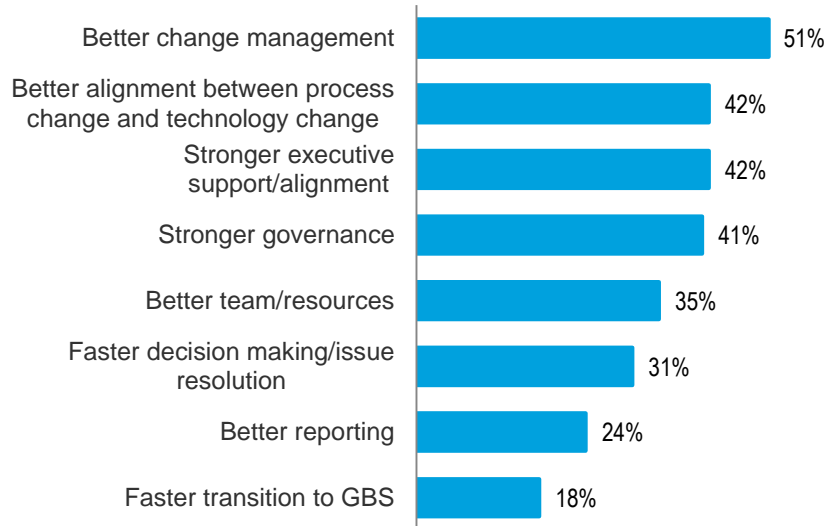 Better change management
51%
Better alignment between process
change and technology change
42%
Stronger executive
support/alignment
42%
Stronger governance
41%
Better team/resources
35%
Faster decision making/issue
resolution
31%
Better reporting
24%
Faster transition to GBS
18%